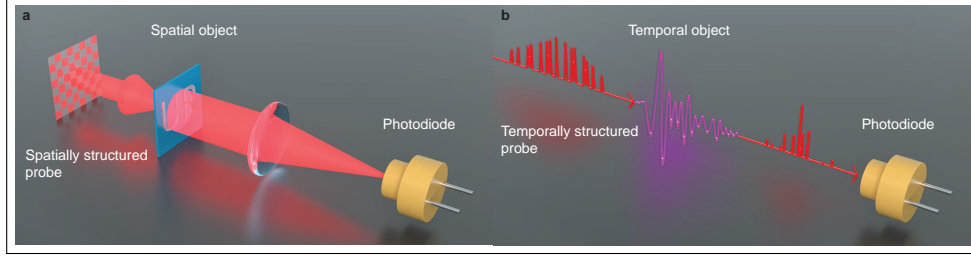 a
Spatial object
Photodiode
Spatially structured
probe
b
Temporal object
Temporally structured
probe
Photodiode